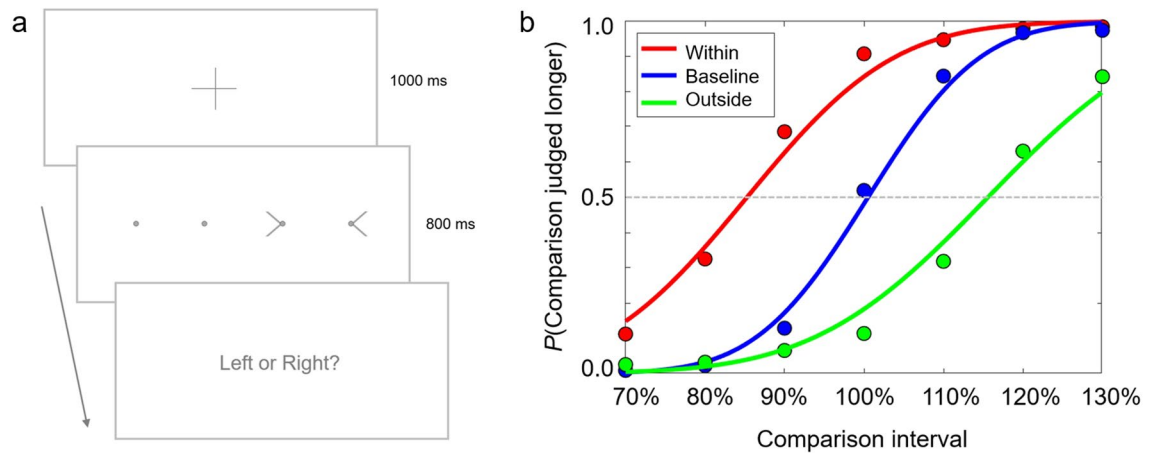 a
1000 ms
800 ms
Left or Right?
b
P(Comparison judged longer)
1.0
0.5
0.0
Within
Baseline
Outside
70% 80% 90% 100% 110% 120% 130%
Comparison interval